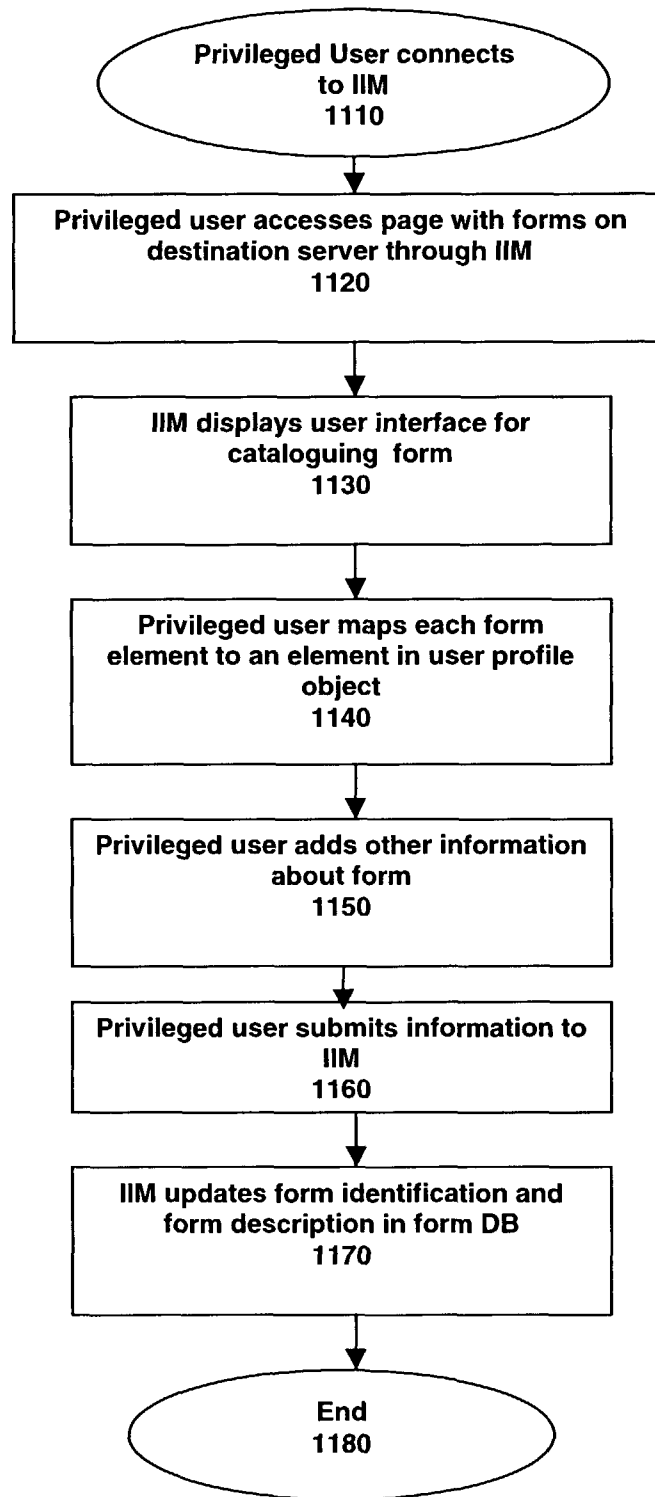 Privileged User connects
to IIM
1110
Privileged user accesses page with forms on
destination server through IIM
1120
IIM displays user interface for
cataloguing form
1130
Privileged user maps each form
element to an element in user profile
object
1140
Privileged user adds other information
about form
1150
Privileged user submits information to
IIM
1160
IIM updates form identification and
form description in form DB
1170
End
1180